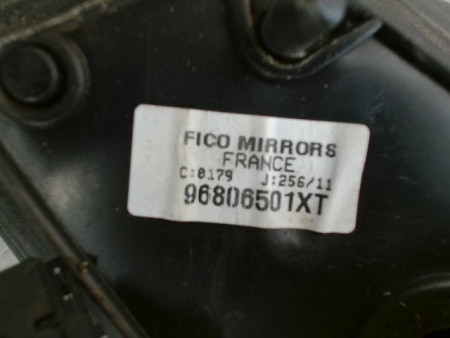 FICO MIRRORS
FRANCE
C:0179 J:256/11
96806501XT